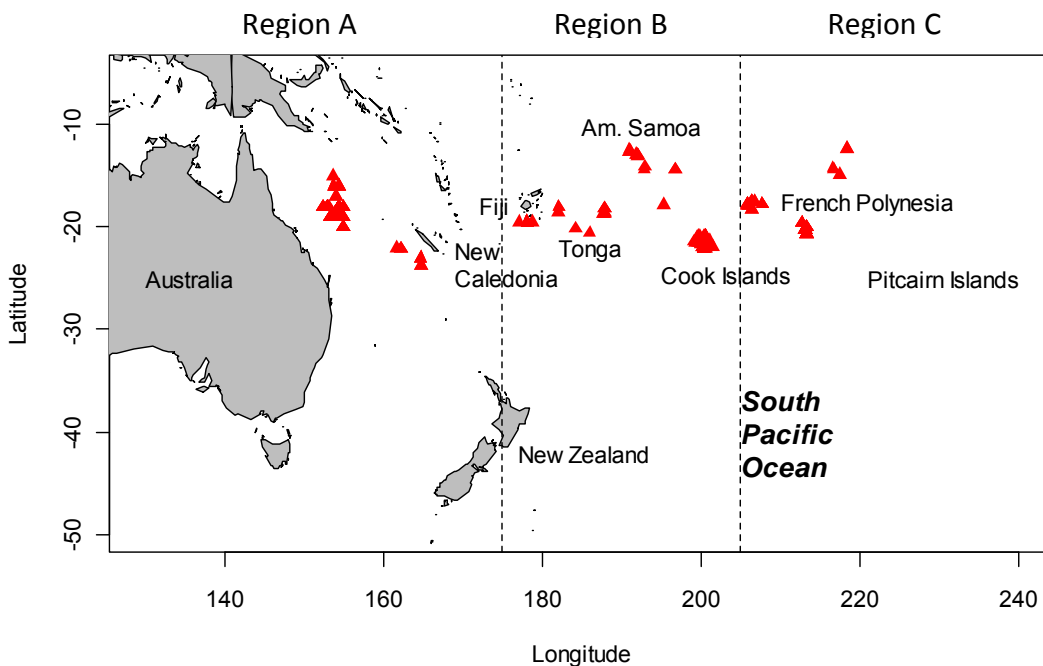 Region A Region B Region C
Latitude
-10
-20
-30
-40
-50
Am. Samoa
Fiji
French Polynesia
Tonga
New
Caledonia
Australia
Cook Islands
Pitcairn Islands
South
Pacific
Ocean
New Zealand
140 160 180 200 220 240
Longitude